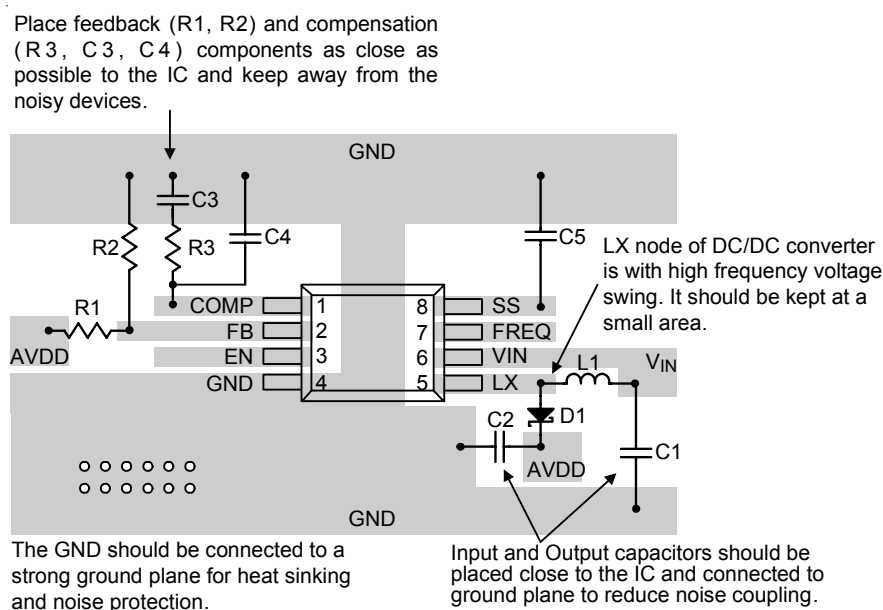 Place feedback (R1, R2) and compensation
(R3, C3, C4) components as close as
possible to the IC and keep away from the
noisy devices.
GND
C3
R2
R3
C4
C5
LX node of DC/DC converter
is with high frequency voltage
swing. It should be kept at a
small area.
R1
COMP
1
8
SS
FB
2
7
FREQ
AVDD
EN
3
6
VIN
L1
VIN
GND
4
5
LX
C2
D1
AVDD
C1
GND
The GND should be connected to a
strong ground plane for heat sinking
and noise protection.
Input and Output capacitors should be
placed close to the IC and connected to
ground plane to reduce noise coupling.